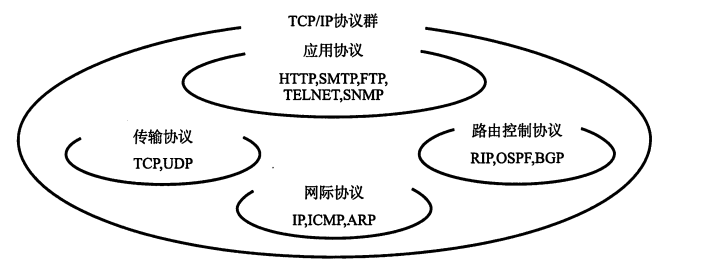 TCP/IP协议群
应用协议
HTTP,SMTP,FTP,
TELNET,SNMP
传输协议
TCP,UDP
路由控制协议
RIP,OSPF,BGP
网际协议
IP,ICMP,ARP